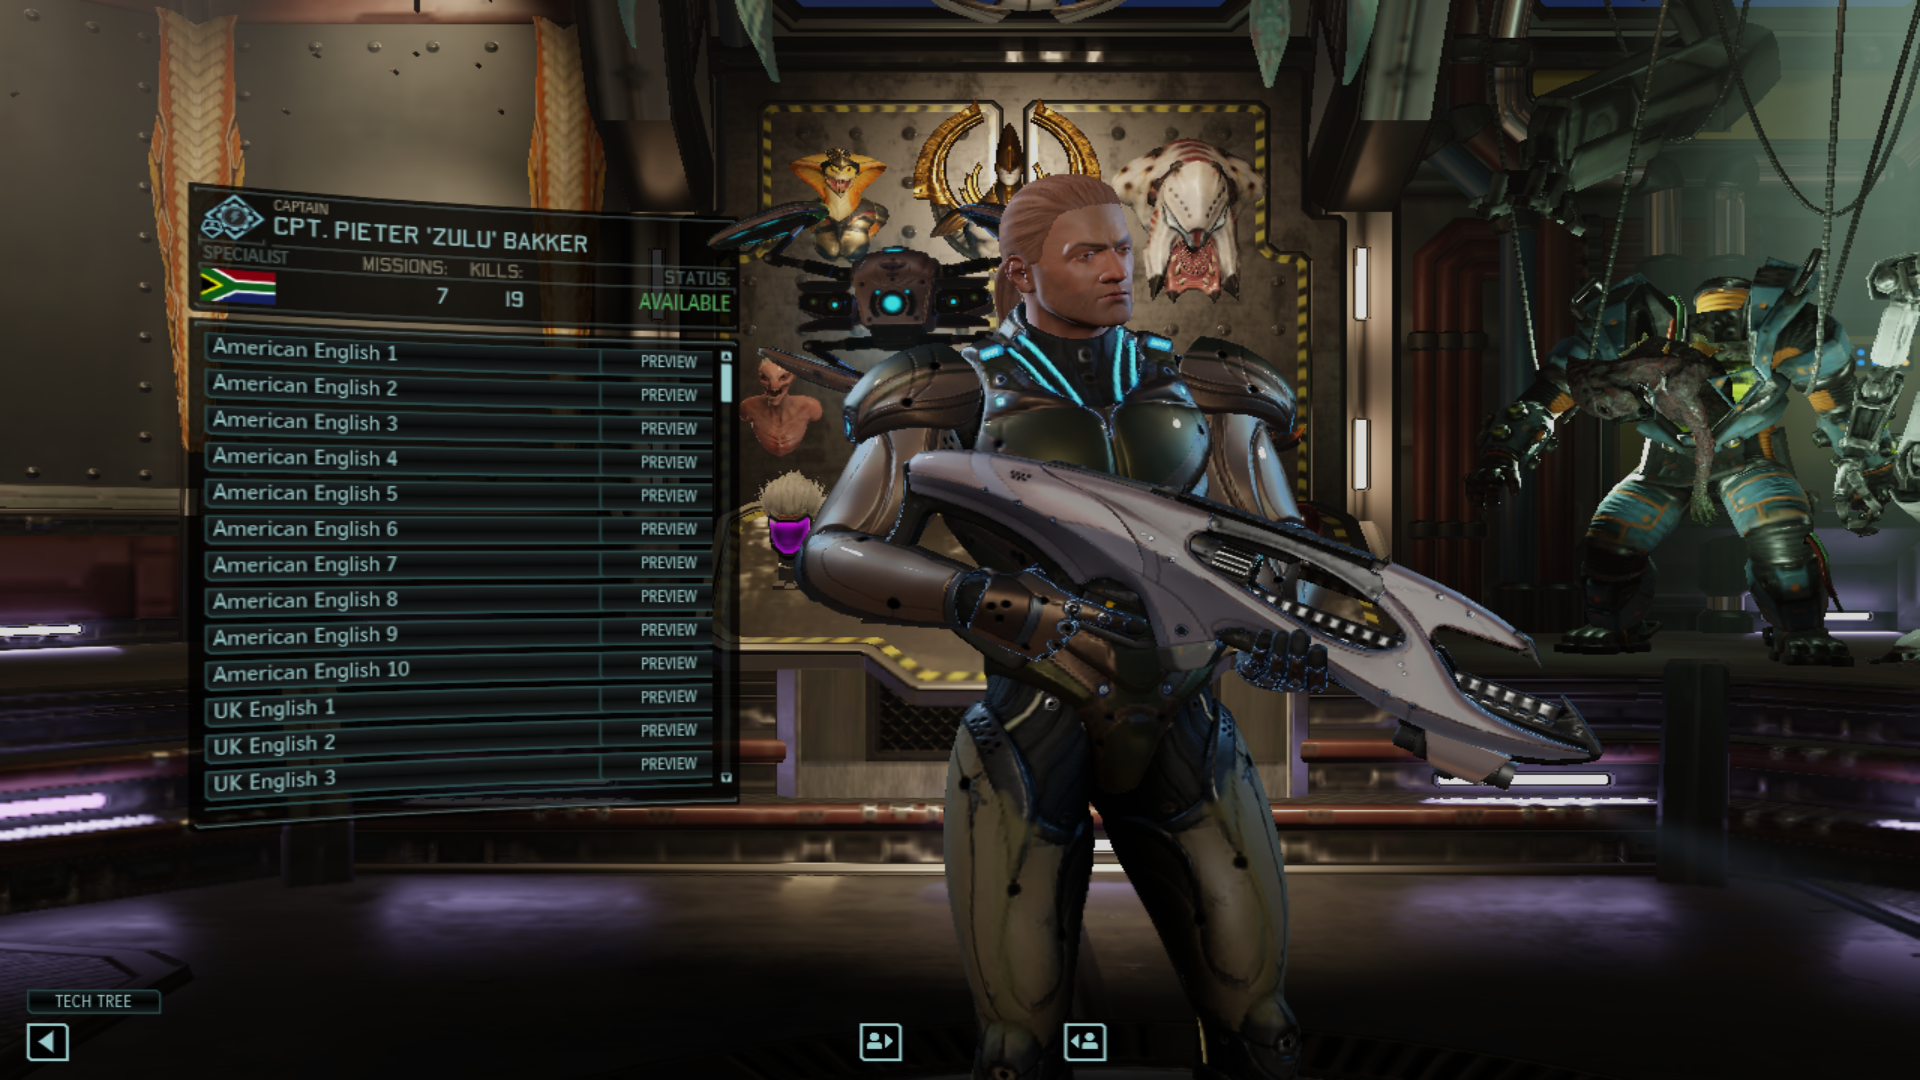 CAPTAIN
CPT. PIETER 'ZULU' BAKKER
SPECIALIST
MISSIONS: KILLS: STATUS:
7 19 AVAILABLE
American English 1 PREVIEW
American English 2 PREVIEW
American English 3 PREVIEW
American English 4 PREVIEW
American English 5 PREVIEW
American English 6 PREVIEW
American English 7 PREVIEW
American English 8 PREVIEW
American English 9 PREVIEW
American English 10 PREVIEW
UK English 1 PREVIEW
UK English 2 PREVIEW
UK English 3 PREVIEW
TECH TREE